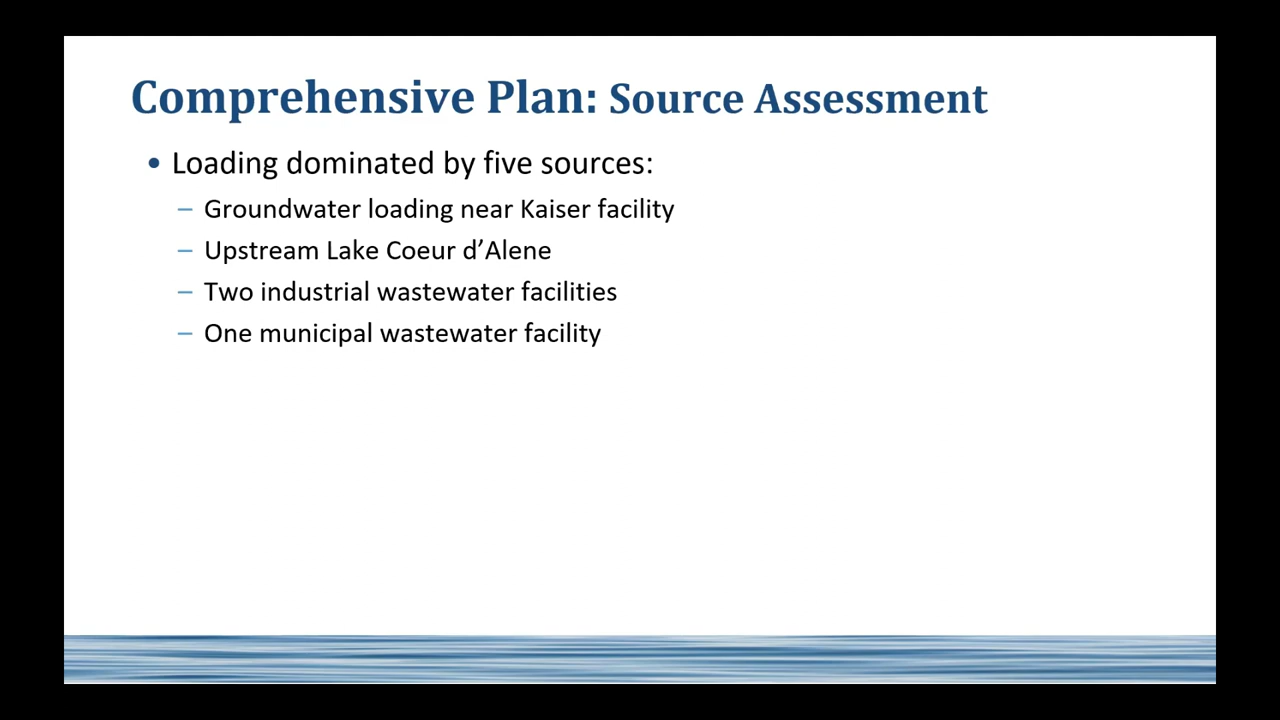 Comprehensive Plan: Source Assessment
• Loading dominated by five sources:
– Groundwater loading near Kaiser facility
– Upstream Lake Coeur d’Alene
– Two industrial wastewater facilities
– One municipal wastewater facility